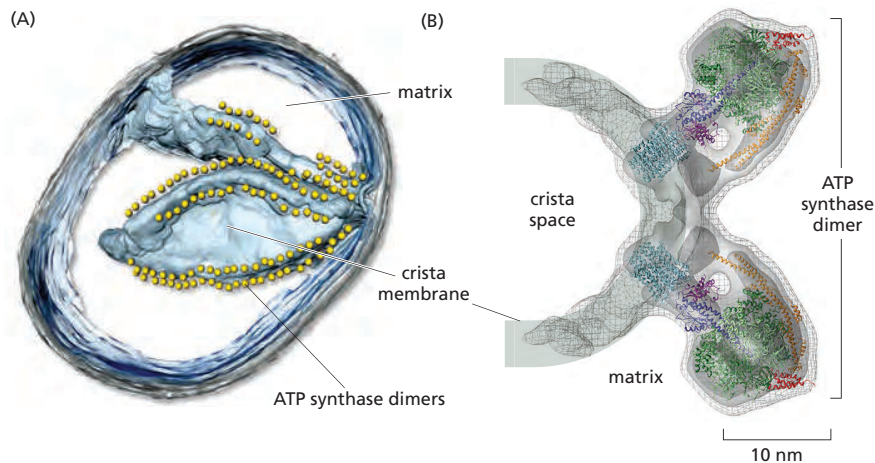 (A)
matrix
crista
membrane
ATP synthase dimers
(B)
crista
space
matrix
ATP
synthase
dimer
10 nm